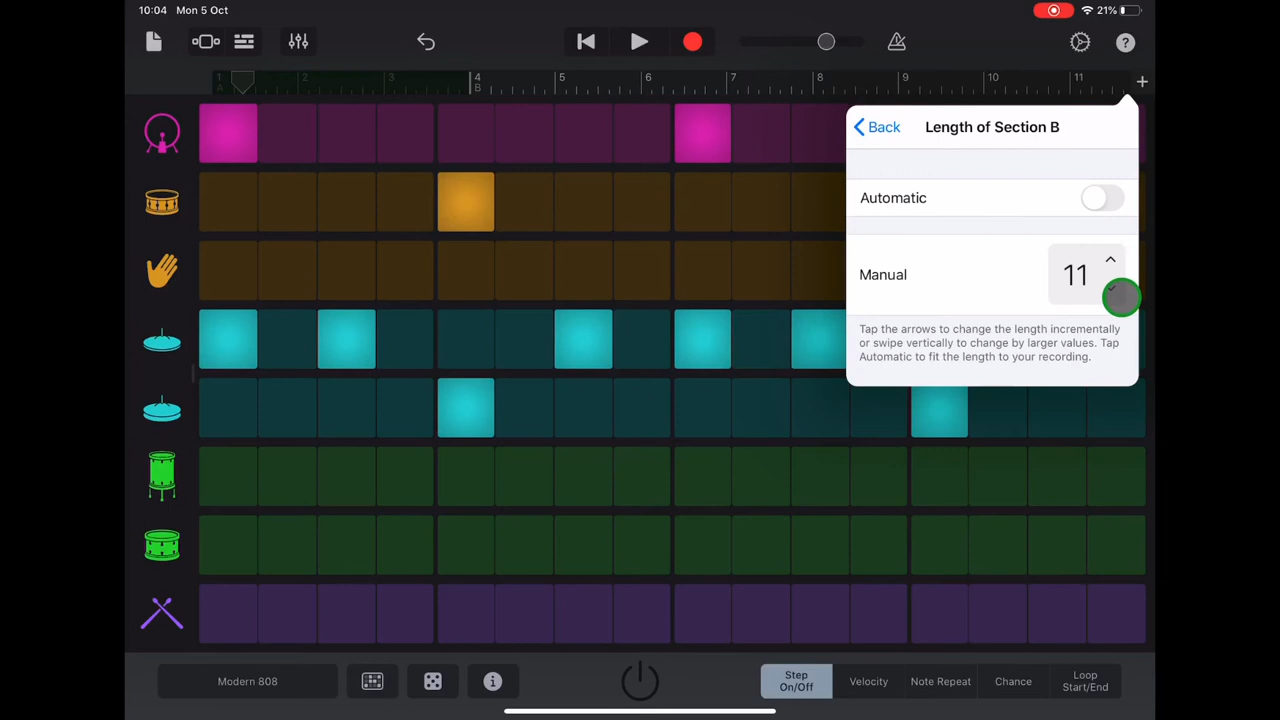 10:04 Mon 5 Oct
21%
?
1 2 3 4 5 6 7 8 9 10 11 +
A B
Back Length of Section B
Automatic
Manual 11
Tap the arrows to change the length incrementally
or swipe vertically to change by larger values. Tap
Automatic to fit the length to your recording.
Modern 808
Step
On/Off
Velocity
Note Repeat
Chance
Loop
Start/End